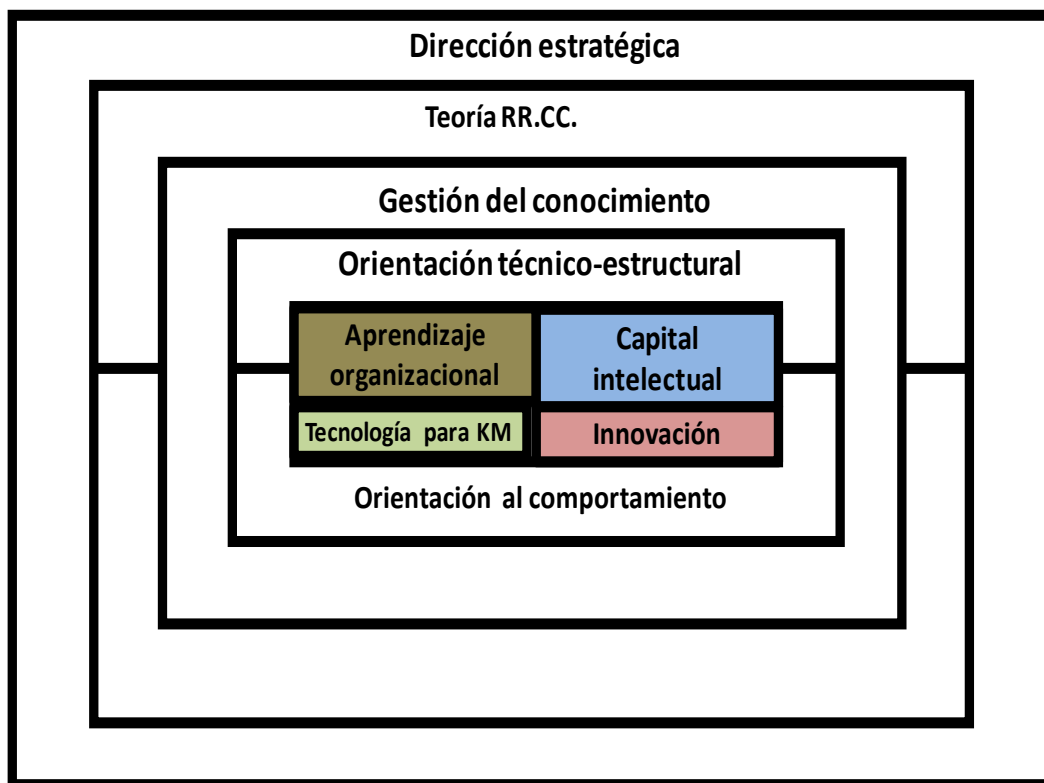 Dirección estratégica
Teoría RR.CC.
Gestión del conocimiento
Orientación técnico-estructural
Aprendizaje
organizacional
Capital
intelectual
Tecnología para KM
Innovación
Orientación al comportamiento